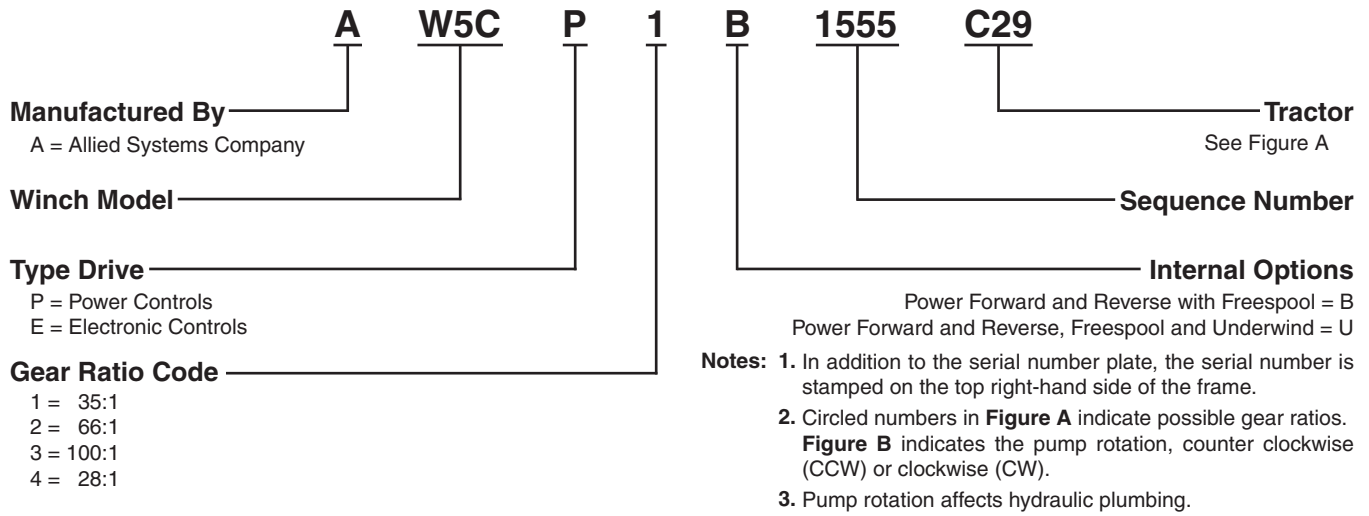 A W5C P 1 B 1555 C29
Manufactured By
A = Allied Systems Company
Winch Model
Type Drive
P = Power Controls
E = Electronic Controls
Gear Ratio Code
1 = 35:1
2 = 66:1
3 = 100:1
4 = 28:1
Tractor
See Figure A
Sequence Number
Internal Options
Power Forward and Reverse with Freespool = B
Power Forward and Reverse, Freespool and Underwind = U
Notes: 1. In addition to the serial number plate, the serial number is
stamped on the top right-hand side of the frame.
2. Circled numbers in Figure A indicate possible gear ratios.
Figure B indicates the pump rotation, counter clockwise
(CCW) or clockwise (CW).
3. Pump rotation affects hydraulic plumbing.